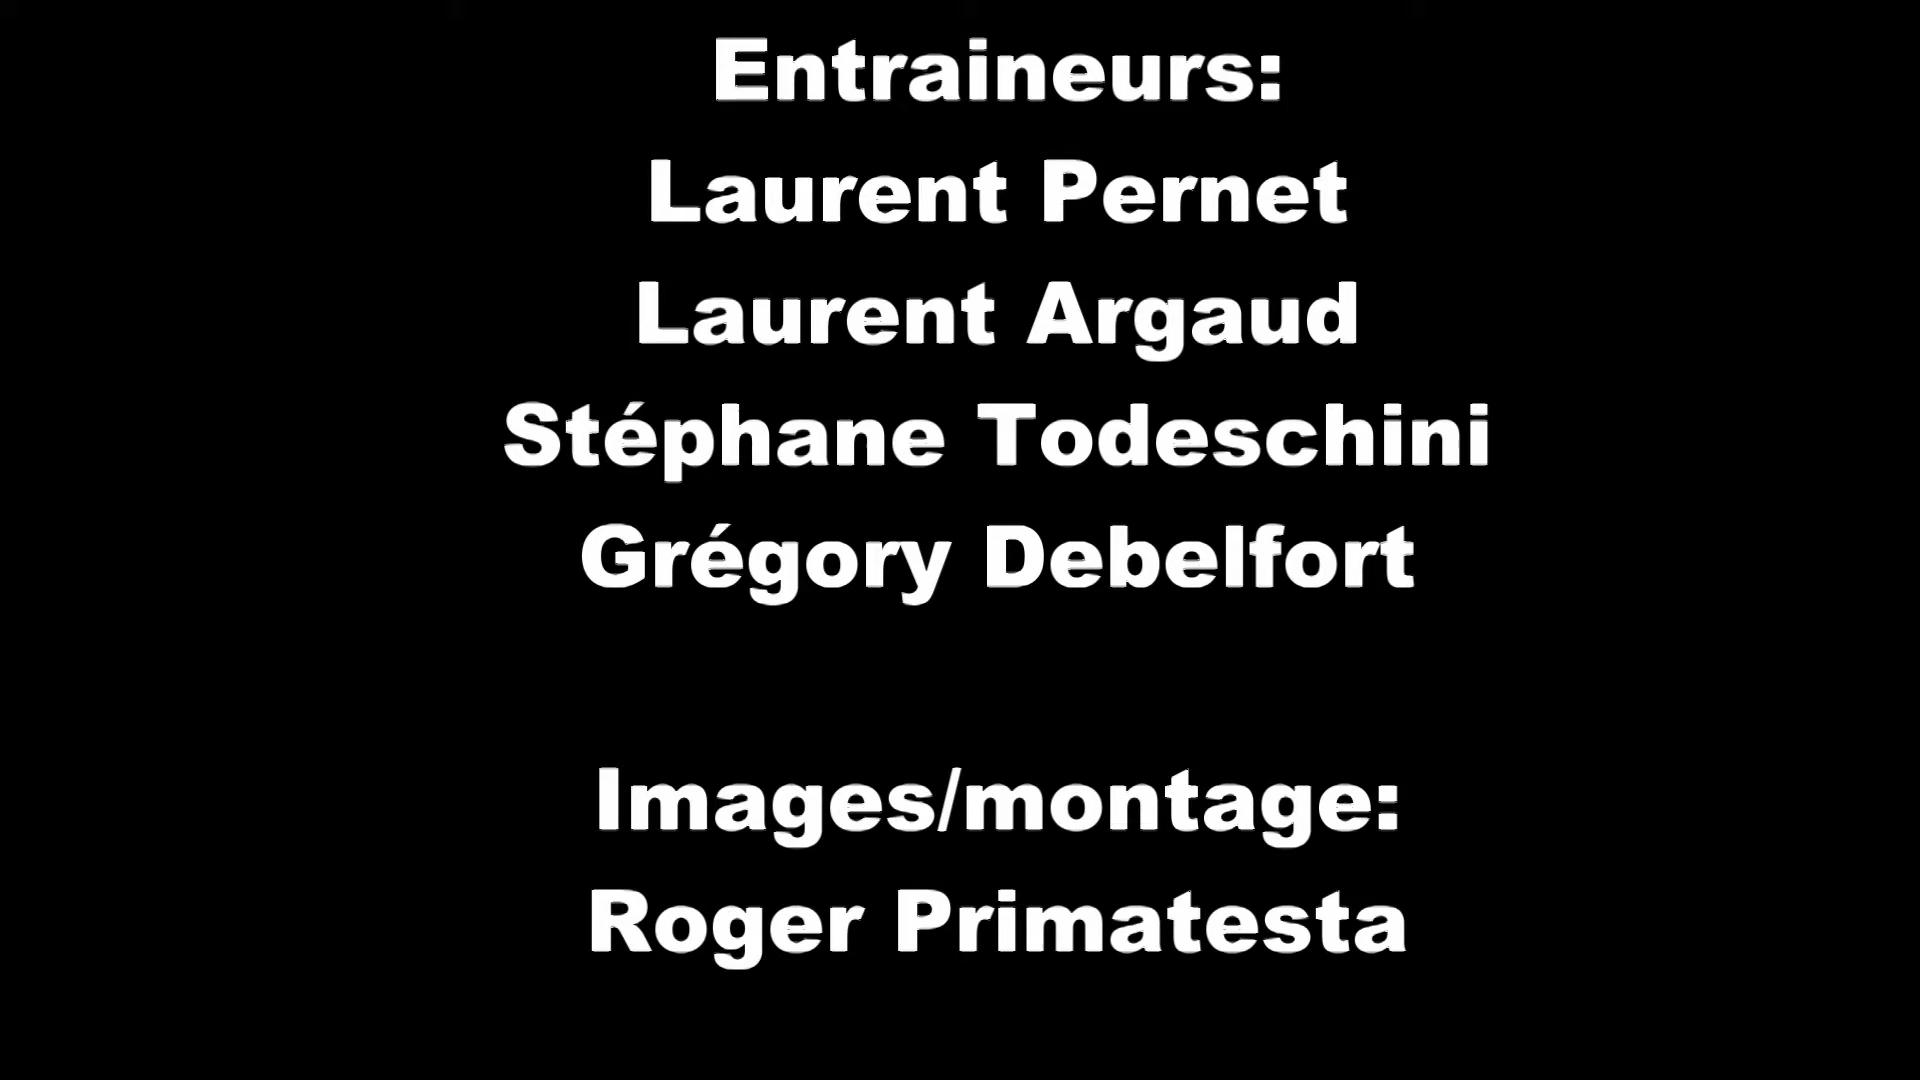 Entraineurs:
Laurent Pernet
Laurent Argaud
Stéphane Todeschini
Grégory Debelfort
Images/montage:
Roger Primatesta